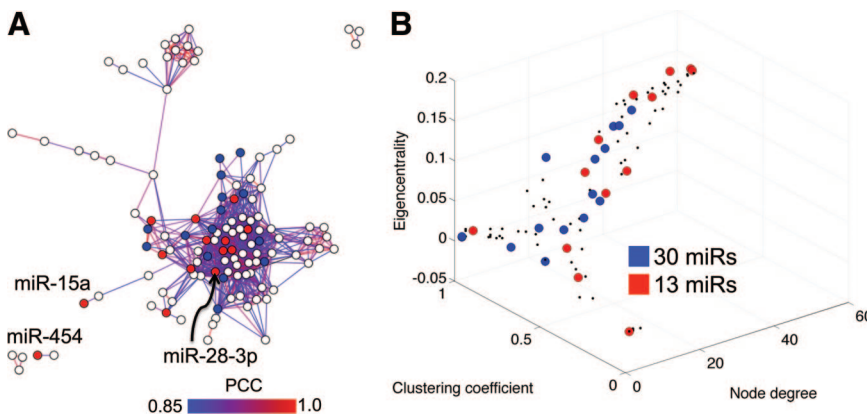 A
miR-15a
miR-454
miR-28-3p
PCC
0.85
1.0
B
Eigencentrality
0.2
0.15
0.1
0.05
0
-0.05
1
0.5
0
Clustering coefficient
0
20
40
60
Node degree
30 miRs
13 miRs